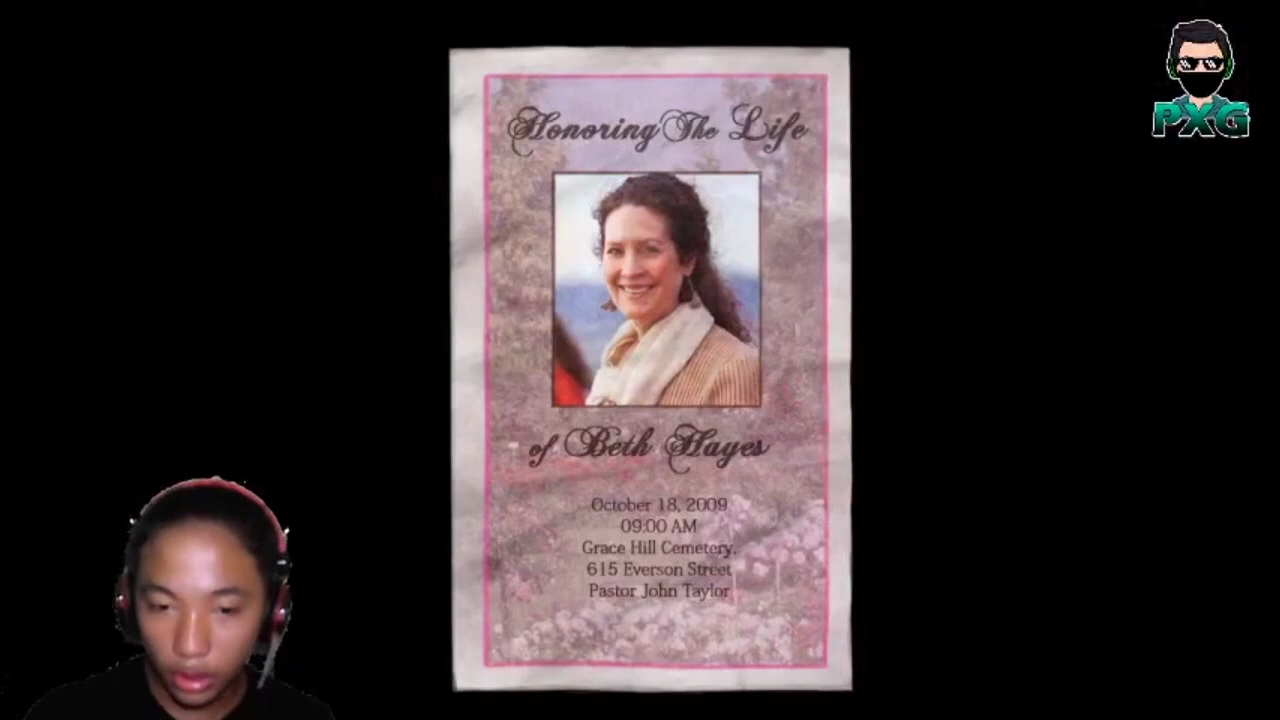 PXG
Honoring The Life
of Beth Hayes
October 18, 2009
09:00 AM
Grace Hill Cemetery,
615 Everson Street
Pastor John Taylor